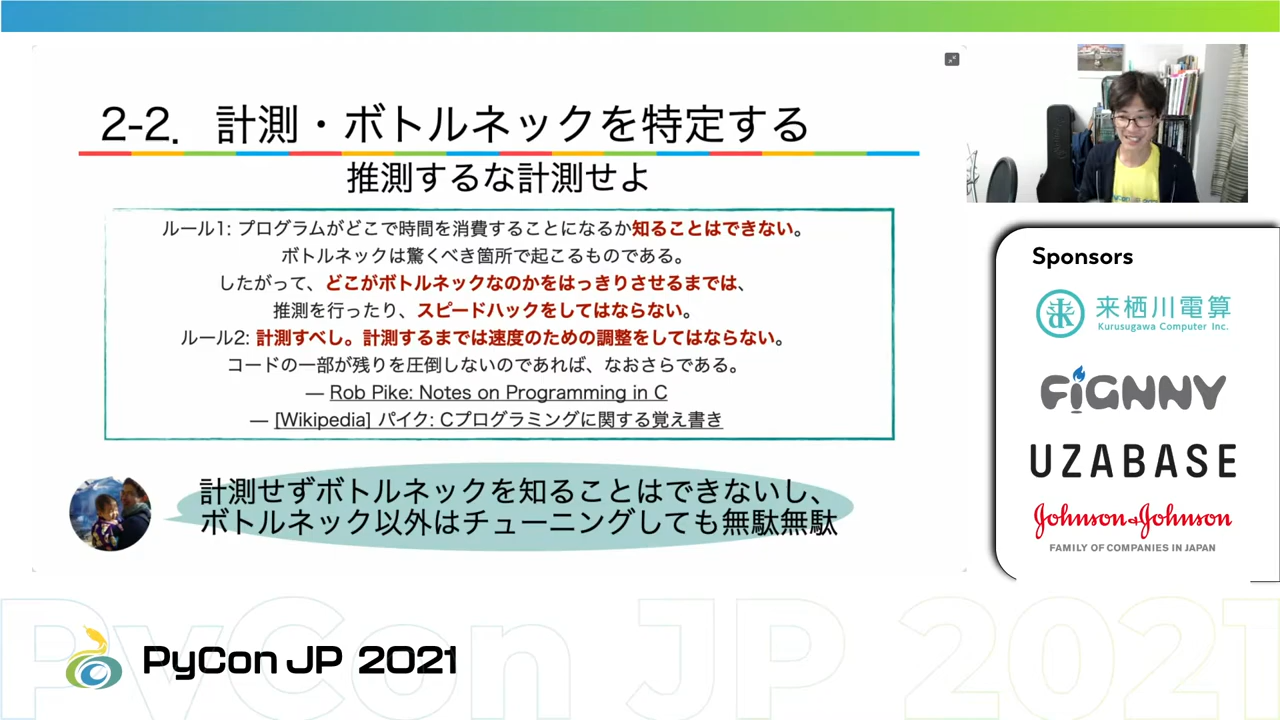 2-2. 計測・ボトルネックを特定する
推測するな計測せよ
ルール1: プログラムがどこで時間を消費することになるか知ることはできない。
ボトルネックは驚くべき箇所で起こるものである。
したがって、どこがボトルネックなのかをはっきりさせるまでは、
推測を行ったり、スピードハックをしてはならない。
ルール2: 計測すべし。計測するまでは速度のための調整をしてはならない。
コードの一部が残りを圧倒しないのであれば、なおさらである。
— Rob Pike: Notes on Programming in C
— [Wikipedia] パイク: Cプログラミングに関する覚え書き
計測せずボトルネックを知ることはできないし、
ボトルネック以外はチューニングしても無駄無駄
Sponsors
来栖川電算
Kurusugawa Computer Inc.
FiGNNY
UZABASE
Johnson & Johnson
FAMILY OF COMPANIES IN JAPAN
PyCon JP 2021
PyCon JP 2021